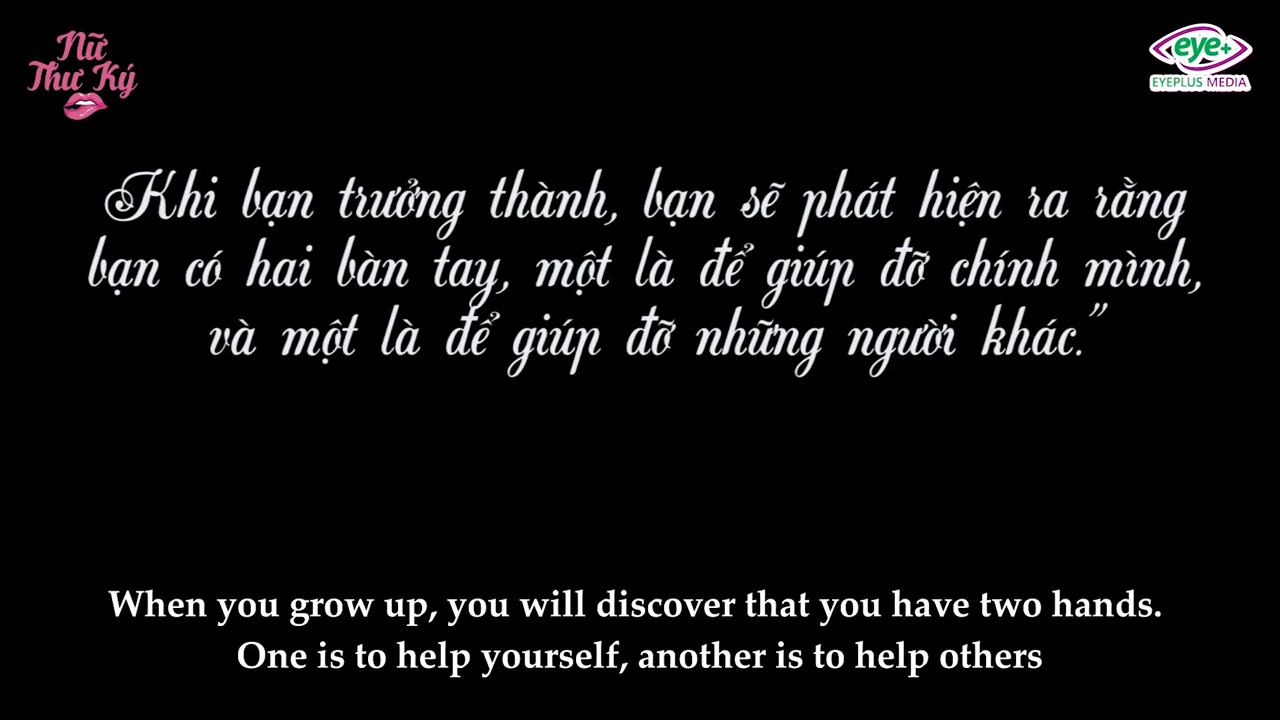 Nữ
Thư Ký
eye+
EYEPLUS MEDIA
Khi bạn trưởng thành, bạn sẽ phát hiện ra rằng
bạn có hai bàn tay, một là để giúp đỡ chính mình,
và một là để giúp đỡ những người khác.”
When you grow up, you will discover that you have two hands.
One is to help yourself, another is to help others